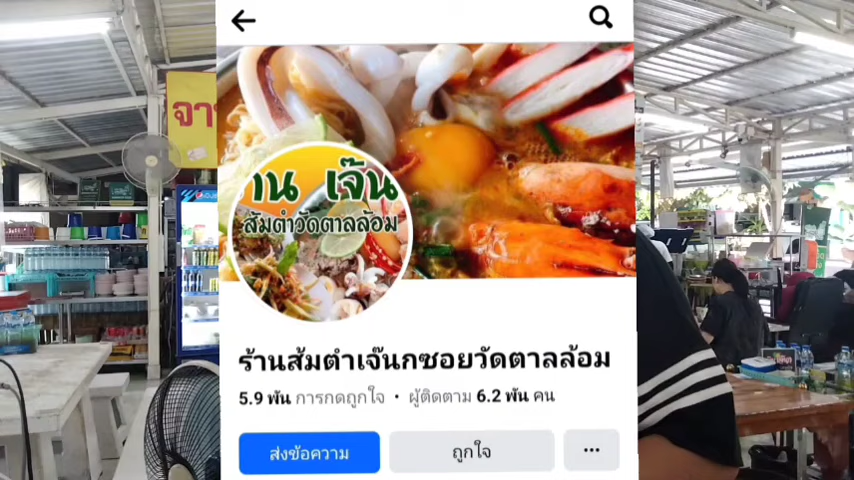 จาน
าน เจ๊น
ส้มตำวัดตาลล้อม
ร้านส้มตำเจ๊นกซอยวัดตาลล้อม
5.9 พัน การกดถูกใจ • ผู้ติดตาม 6.2 พัน คน
ส่งข้อความ
ถูกใจ